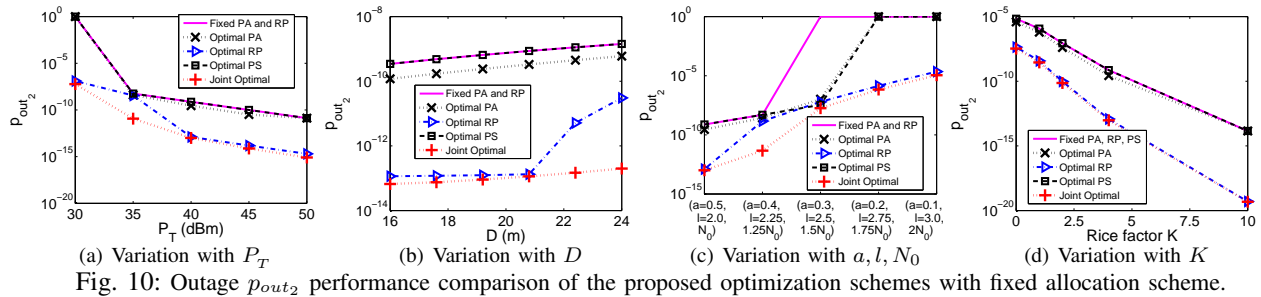 10^0
10^-5
10^-10
10^-15
10^-20
p_out_2
30 35 40 45 50
P_T (dBm)
Fixed PA and RP
Optimal PA
Optimal RP
Optimal PS
Joint Optimal
(a) Variation with P_T
10^-8
10^-10
10^-12
10^-14
p_out_2
16 18 20 22 24
D (m)
Fixed PA and RP
Optimal PA
Optimal RP
Optimal PS
Joint Optimal
(b) Variation with D
10^0
10^-5
10^-10
10^-15
p_out_2
(a=0.5, (a=0.4, (a=0.3, (a=0.2, (a=0.1,
l=2.0, l=2.25, l=2.5, l=2.75, l=3.0,
N_0) 1.25N_0) 1.5N_0) 1.75N_0) 2N_0)
Fixed PA and RP
Optimal PA
Optimal RP
Optimal PS
Joint Optimal
(c) Variation with a, l, N_0
10^-5
10^-10
10^-15
10^-20
p_out_2
0 2.5 5.0 7.5 10
Rice factor K
Fixed PA, RP, PS
Optimal PA
Optimal PS
Optimal RP
Joint Optimal
(d) Variation with K
Fig. 10: Outage p_out_2 performance comparison of the proposed optimization schemes with fixed allocation scheme.